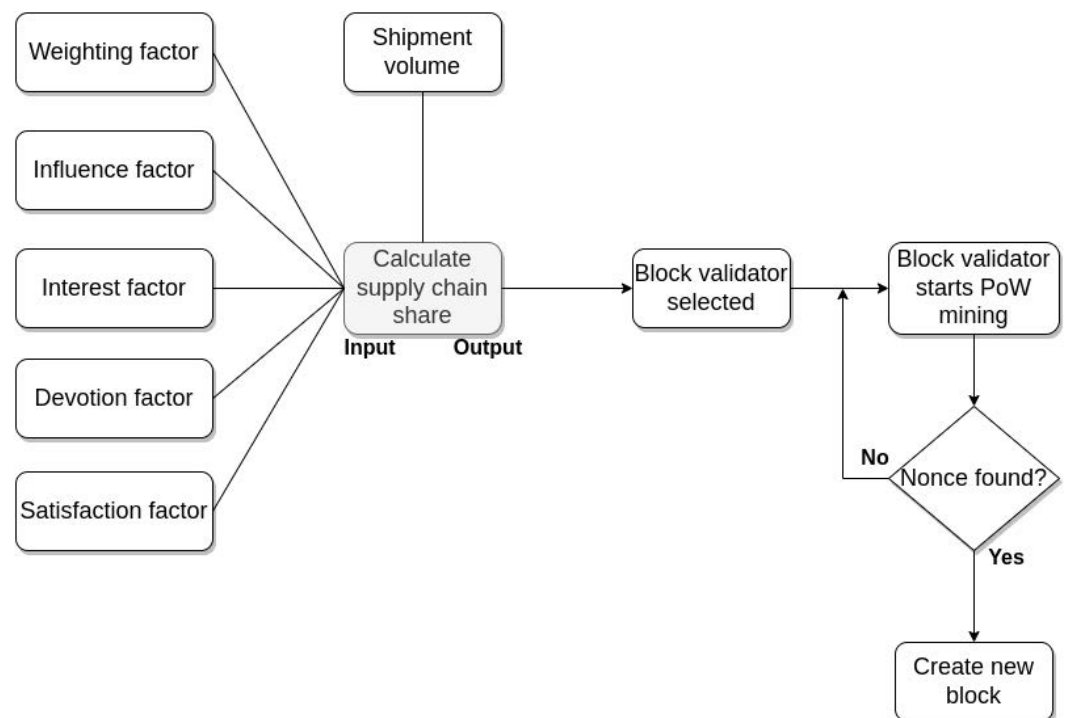 Weighting factor
Shipment
volume
Influence factor
Interest factor
Calculate
supply chain
share
Input
Output
Block validator
selected
Block validator
starts PoW
mining
Devotion factor
Satisfaction factor
No
Nonce found?
Yes
Create new
block